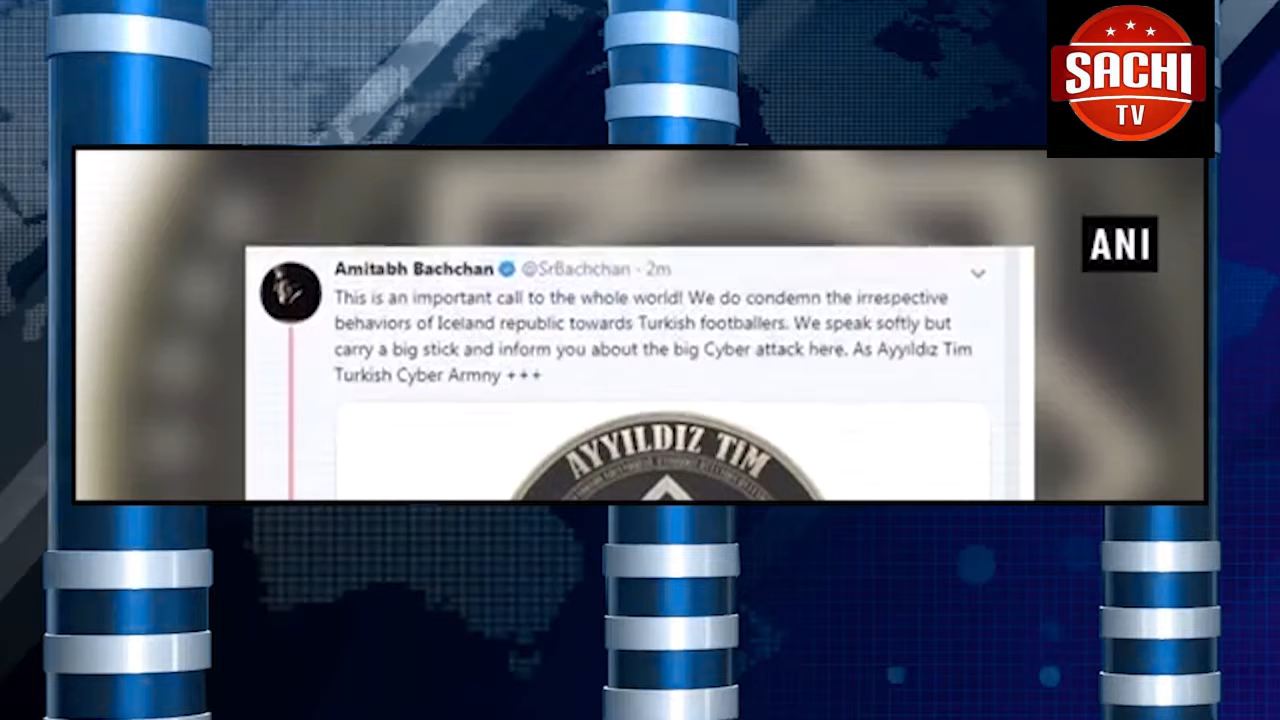 SACHI
TV
ANI
Amitabh Bachchan @SrBachchan · 2m
This is an important call to the whole world! We do condemn the irrespective
behaviors of Iceland republic towards Turkish footballers. We speak softly but
carry a big stick and inform you about the big Cyber attack here. As Ayyıldız Tim
Turkish Cyber Armny +++
AYYILDIZ TİM